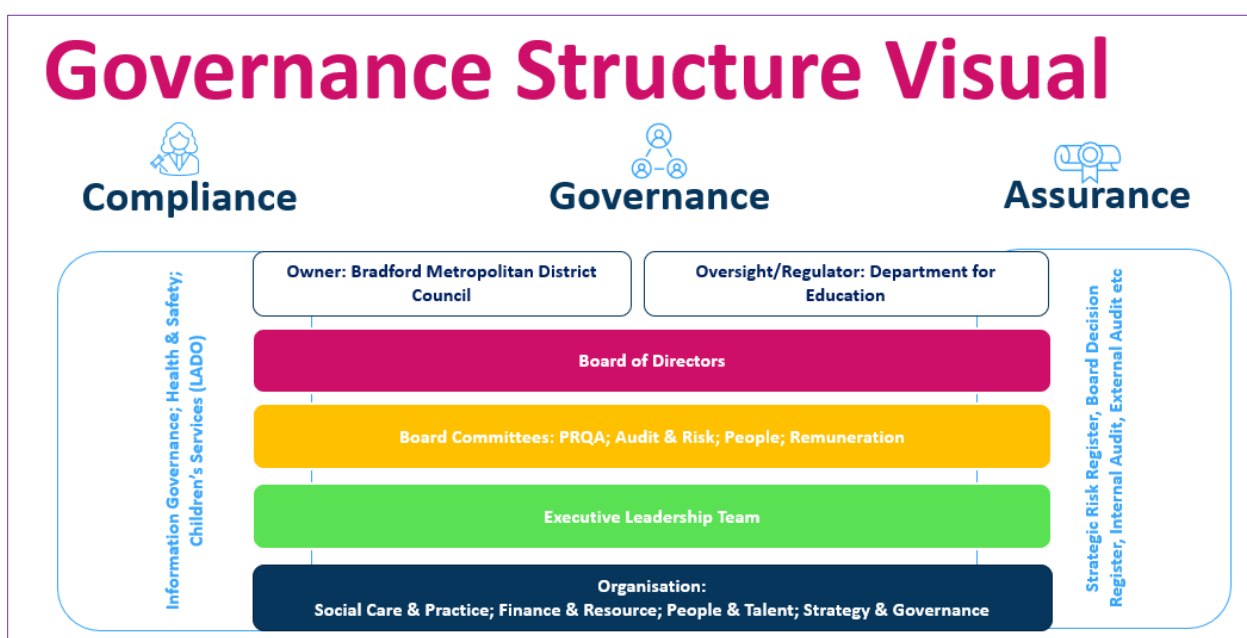 Governance Structure Visual
Compliance
Governance
Assurance
Information Governance; Health & Safety;
Children's Services (LADO)
Owner: Bradford Metropolitan District
Council
Oversight/Regulator: Department for
Education
Board of Directors
Board Committees: PRQA; Audit & Risk; People; Remuneration
Executive Leadership Team
Organisation:
Social Care & Practice; Finance & Resource; People & Talent; Strategy & Governance
Strategic Risk Register, Board Decision
Register, Internal Audit, External Audit etc